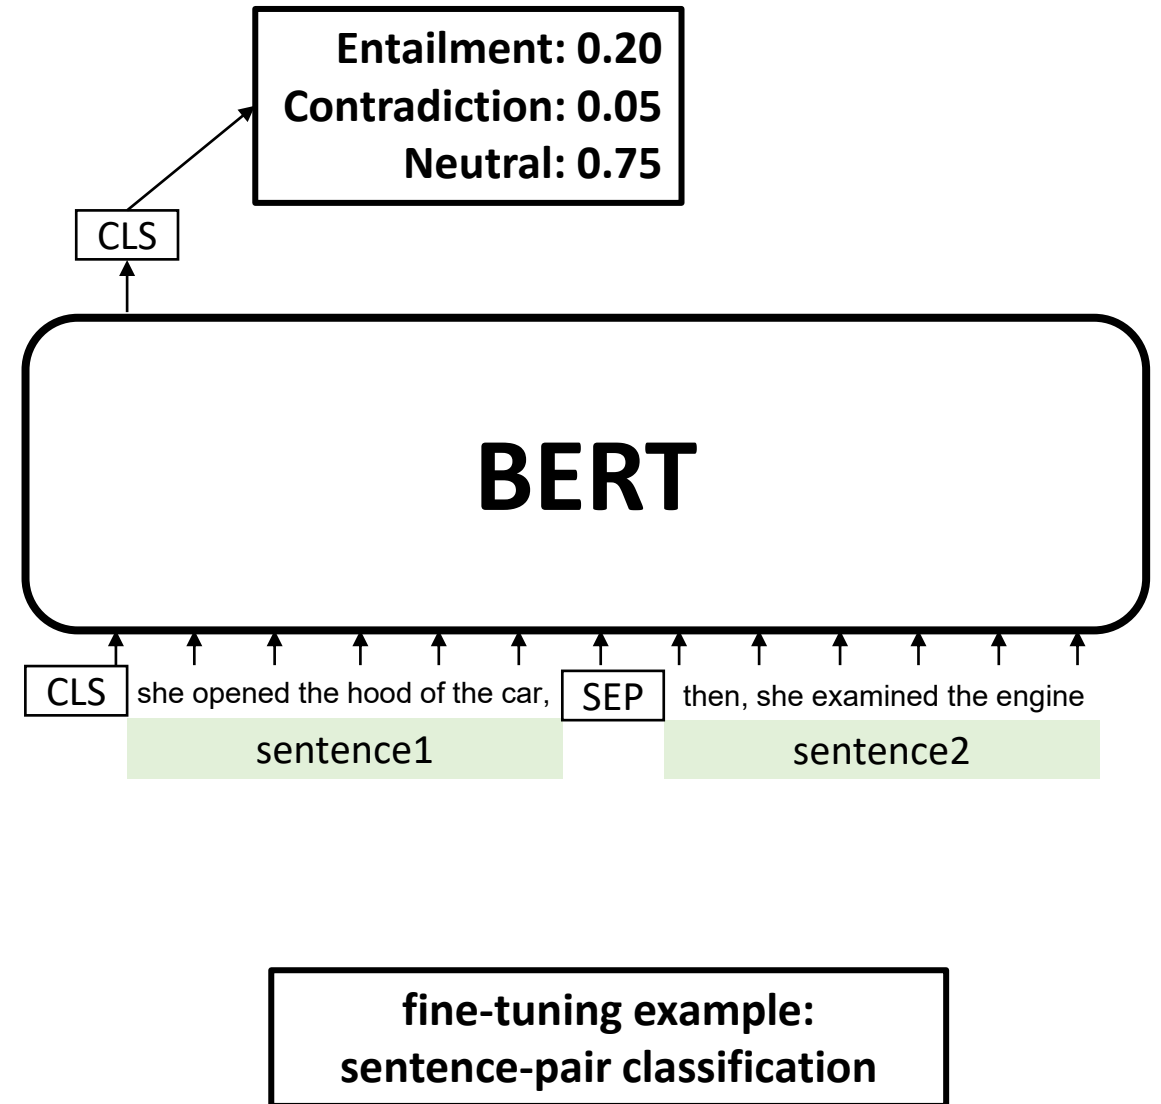 Entailment: 0.20
Contradiction: 0.05
Neutral: 0.75
CLS
BERT
CLS she opened the hood of the car, SEP then, she examined the engine
sentence1 sentence2
fine-tuning example:
sentence-pair classification